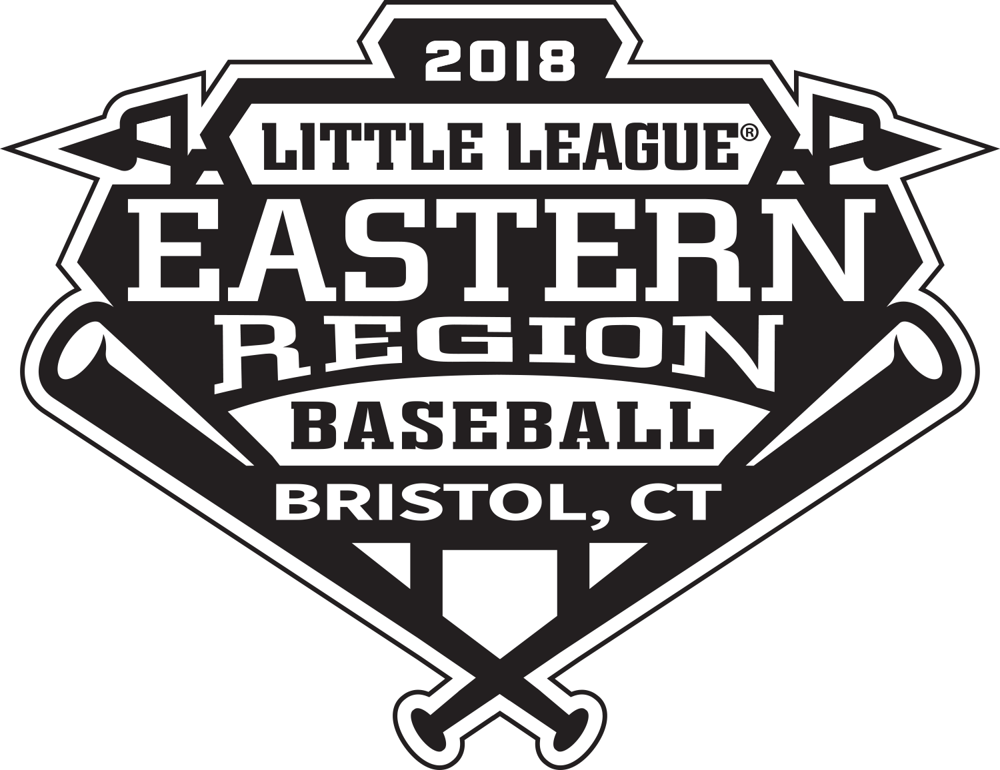 2018
LITTLE LEAGUE®
EASTERN
REGION
BASEBALL
BRISTOL, CT